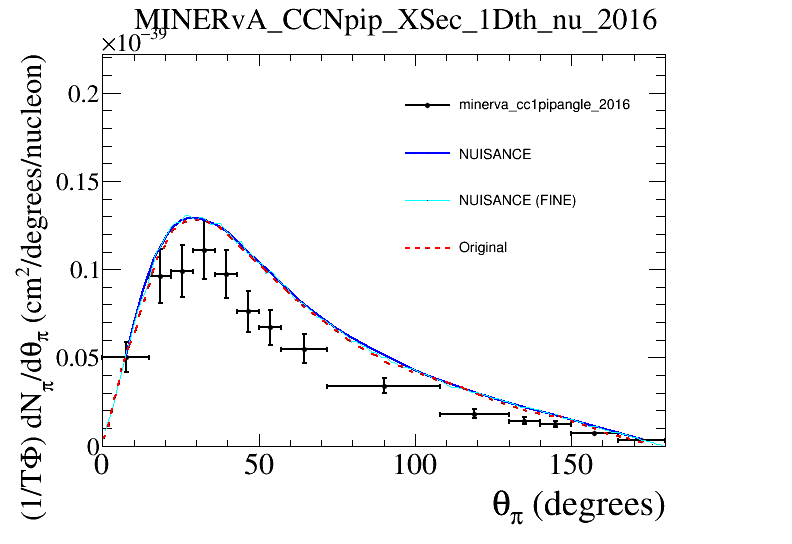 MINERvA_CCNpip_XSec_1Dth_nu_2016
×10⁻³⁹
(1/TΦ) dN_π/dθ_π (cm²/degrees/nucleon)
0.2
0.15
0.1
0.05
0
minerva_cc1pipangle_2016
NUISANCE
NUISANCE (FINE)
Original
0 50 100 150
θ_π (degrees)